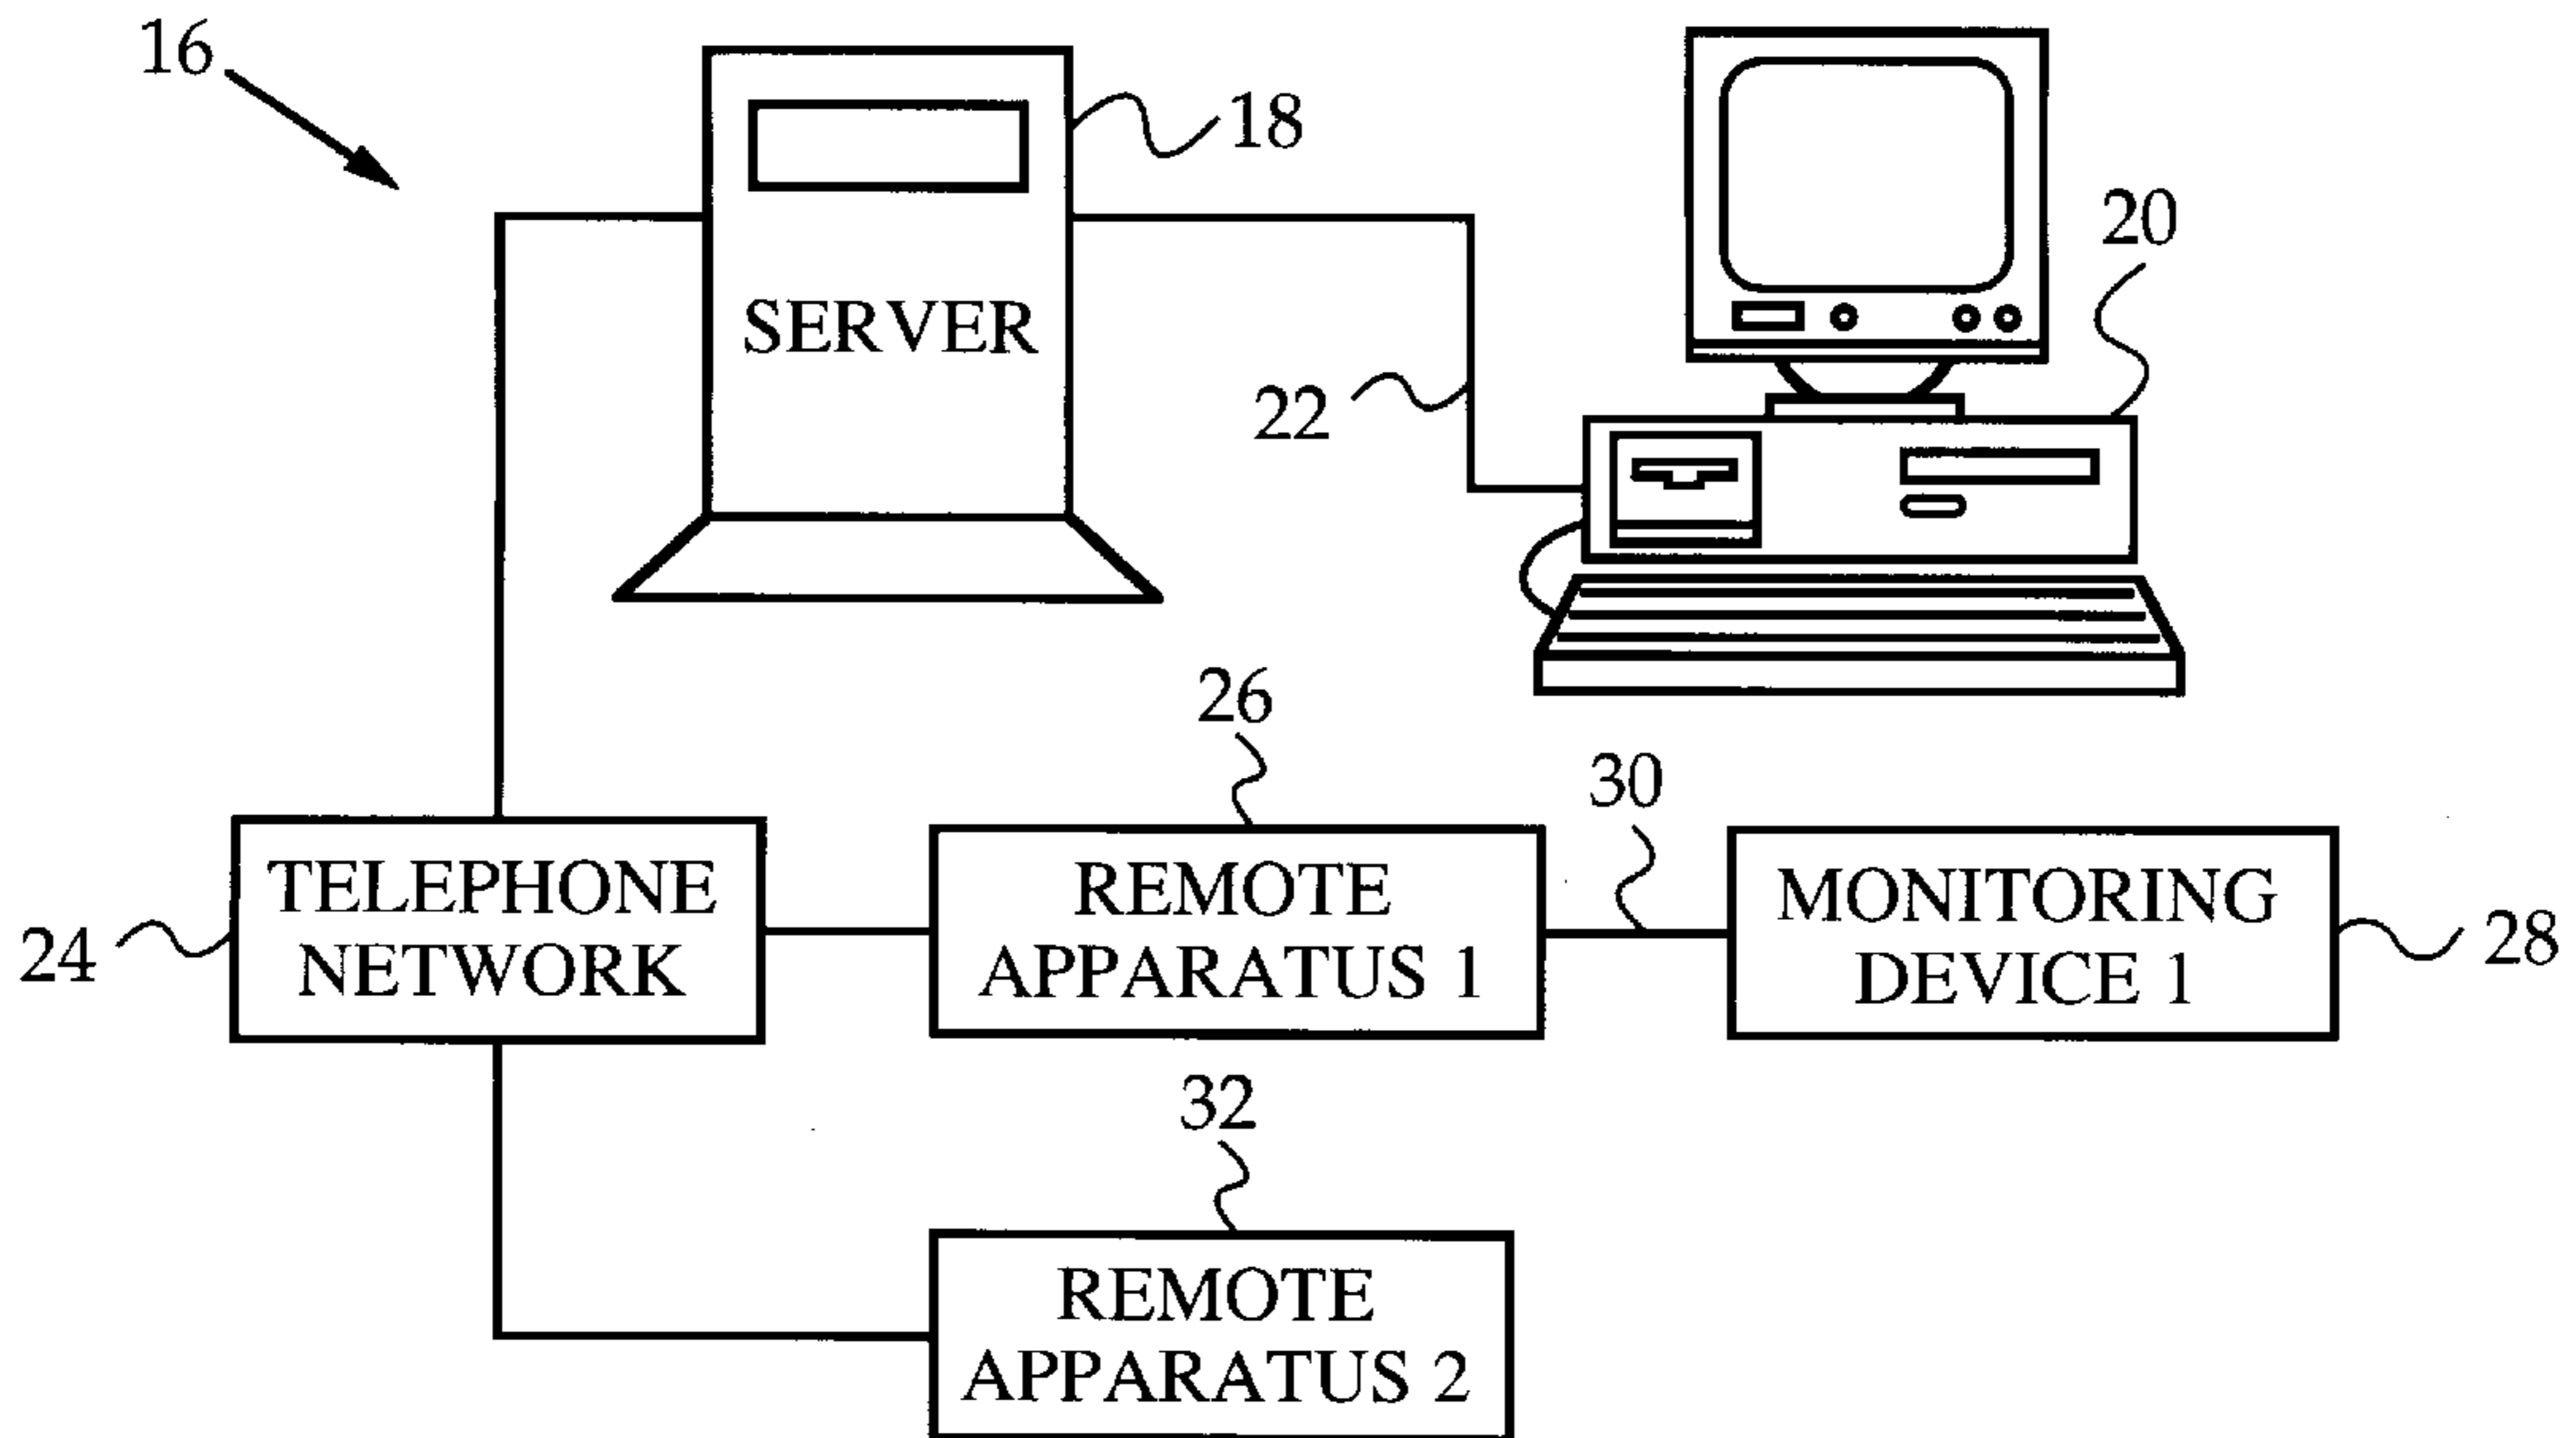 16
18
SERVER
20
22
26
30
TELEPHONE
NETWORK
24
REMOTE
APPARATUS 1
MONITORING
DEVICE 1
28
32
REMOTE
APPARATUS 2